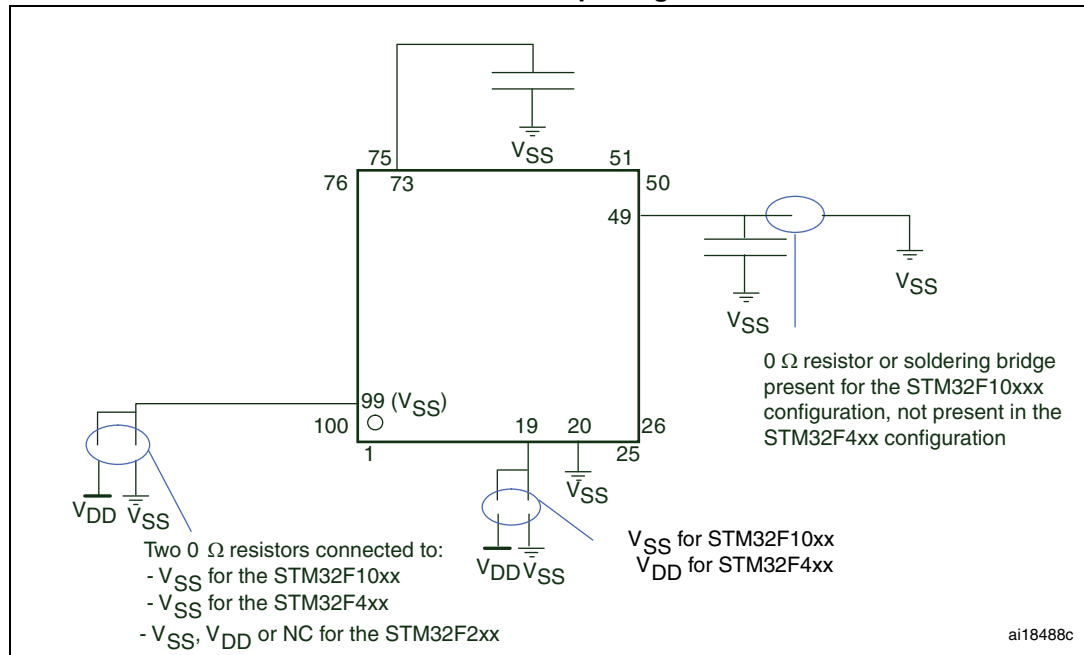 V_SS
75
51
76
73
50
49
V_SS
V_SS
0 Ω resistor or soldering bridge
present for the STM32F10xxx
configuration, not present in the
STM32F4xx configuration
99 (V_SS)
100
19
20
26
1
25
V_DD V_SS
V_SS
Two 0 Ω resistors connected to:
- V_SS for the STM32F10xx
- V_SS for the STM32F4xx
- V_SS, V_DD or NC for the STM32F2xx
V_DD V_SS
V_SS for STM32F10xx
V_DD for STM32F4xx
ai18488c